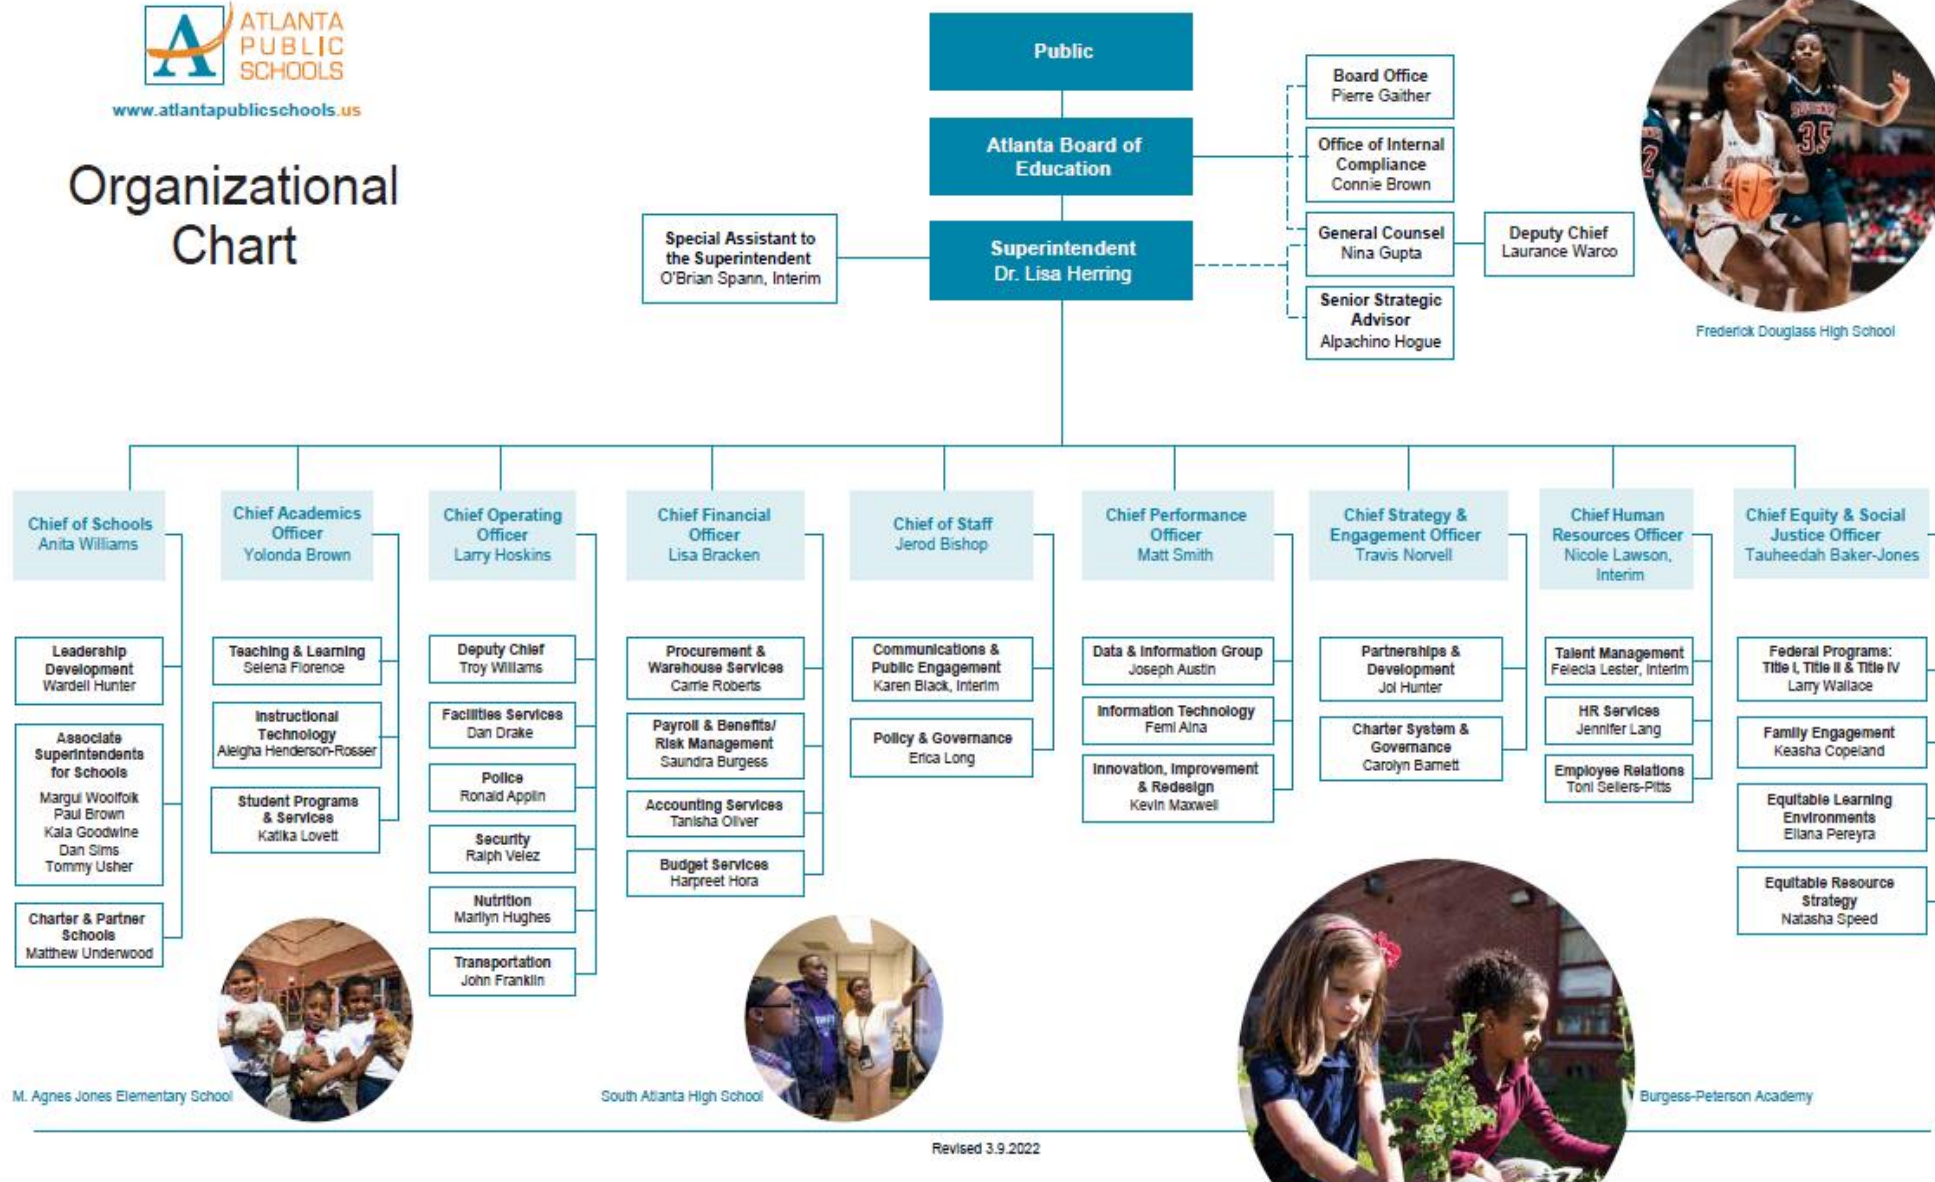 ATLANTA
PUBLIC
SCHOOLS
www.atlantapublicschools.us
Organizational
Chart
Public
Atlanta Board of
Education
Superintendent
Dr. Lisa Herring
Special Assistant to
the Superintendent
O'Brian Spann, Interim
Board Office
Pierre Gaither
Office of Internal
Compliance
Connie Brown
General Counsel
Nina Gupta
Deputy Chief
Laurance Warco
Senior Strategic
Advisor
Alpachino Hogue
35
2
Frederick Douglass High School
Chief of Schools
Anita Williams
Leadership
Development
Wardell Hunter
Associate
Superintendents
for Schools
Margul Woolfolk
Paul Brown
Kala Goodwine
Dan Sims
Tommy Usher
Charter & Partner
Schools
Matthew Underwood
Chief Academics
Officer
Yolonda Brown
Teaching & Learning
Selena Florence
Instructional
Technology
Aleigha Henderson-Rosser
Student Programs
& Services
Katika Lovett
Chief Operating
Officer
Larry Hoskins
Deputy Chief
Troy Williams
Facilities Services
Dan Drake
Police
Ronald Applin
Security
Ralph Velez
Nutrition
Marilyn Hughes
Transportation
John Franklin
Chief Financial
Officer
Lisa Bracken
Procurement &
Warehouse Services
Carrie Roberts
Payroll & Benefits/
Risk Management
Saundra Burgess
Accounting Services
Tanisha Oliver
Budget Services
Harpreet Hora
Chief of Staff
Jerod Bishop
Communications &
Public Engagement
Karen Black, Interim
Policy & Governance
Erica Long
Chief Performance
Officer
Matt Smith
Data & Information Group
Joseph Austin
Information Technology
Femi Aina
Innovation, Improvement
& Redesign
Kevin Maxwell
Chief Strategy &
Engagement Officer
Travis Norvell
Partnerships &
Development
Jol Hunter
Charter System &
Governance
Carolyn Barnett
Chief Human
Resources Officer
Nicole Lawson,
Interim
Talent Management
Felecia Lester, Interim
HR Services
Jennifer Lang
Employee Relations
Toni Sellers-Pitts
Chief Equity & Social
Justice Officer
Tauheedah Baker-Jones
Federal Programs:
Title I, Title II & Title IV
Larry Wallace
Family Engagement
Keasha Copeland
Equitable Learning
Environments
Eliana Pereyra
Equitable Resource
Strategy
Natasha Speed
M. Agnes Jones Elementary School
South Atlanta High School
Burgess-Peterson Academy
Revised 3.9.2022